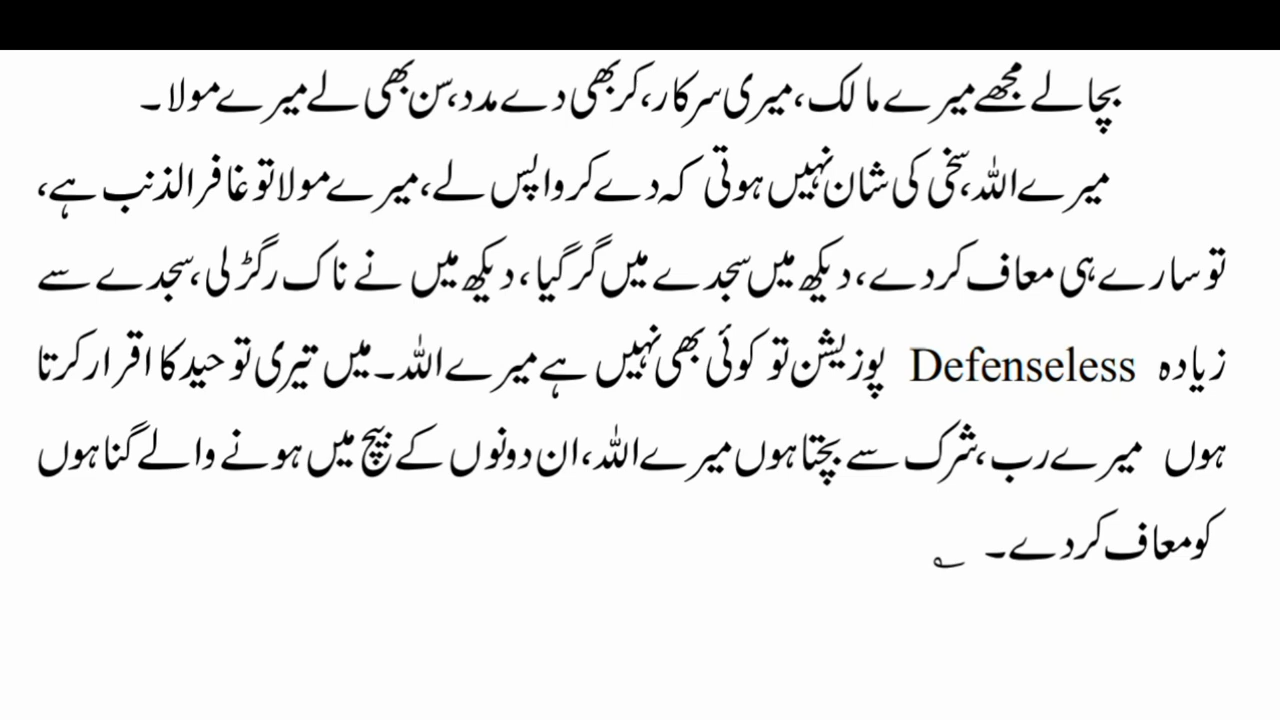 بچا لے مجھے میرے مالک، میری سرکار، کر بھی دے مدد، سن بھی لے میرے مولا۔
میرے اللہ، سخی کی شان نہیں ہوتی کہ دے کر واپس لے، میرے مولا تو غافر الذنب ہے،
تو سارے ہی معاف کر دے، دیکھ میں سجدے میں گر گیا، دیکھ میں نے ناک رگڑ لی، سجدے سے
زیادہ Defenseless پوزیشن تو کوئی بھی نہیں ہے میرے اللہ۔ میں تیری توحید کا اقرار کرتا
ہوں میرے رب، شرک سے بچتا ہوں میرے اللہ، ان دونوں کے بیچ میں ہونے والے گناہوں
کو معاف کر دے۔ ؎